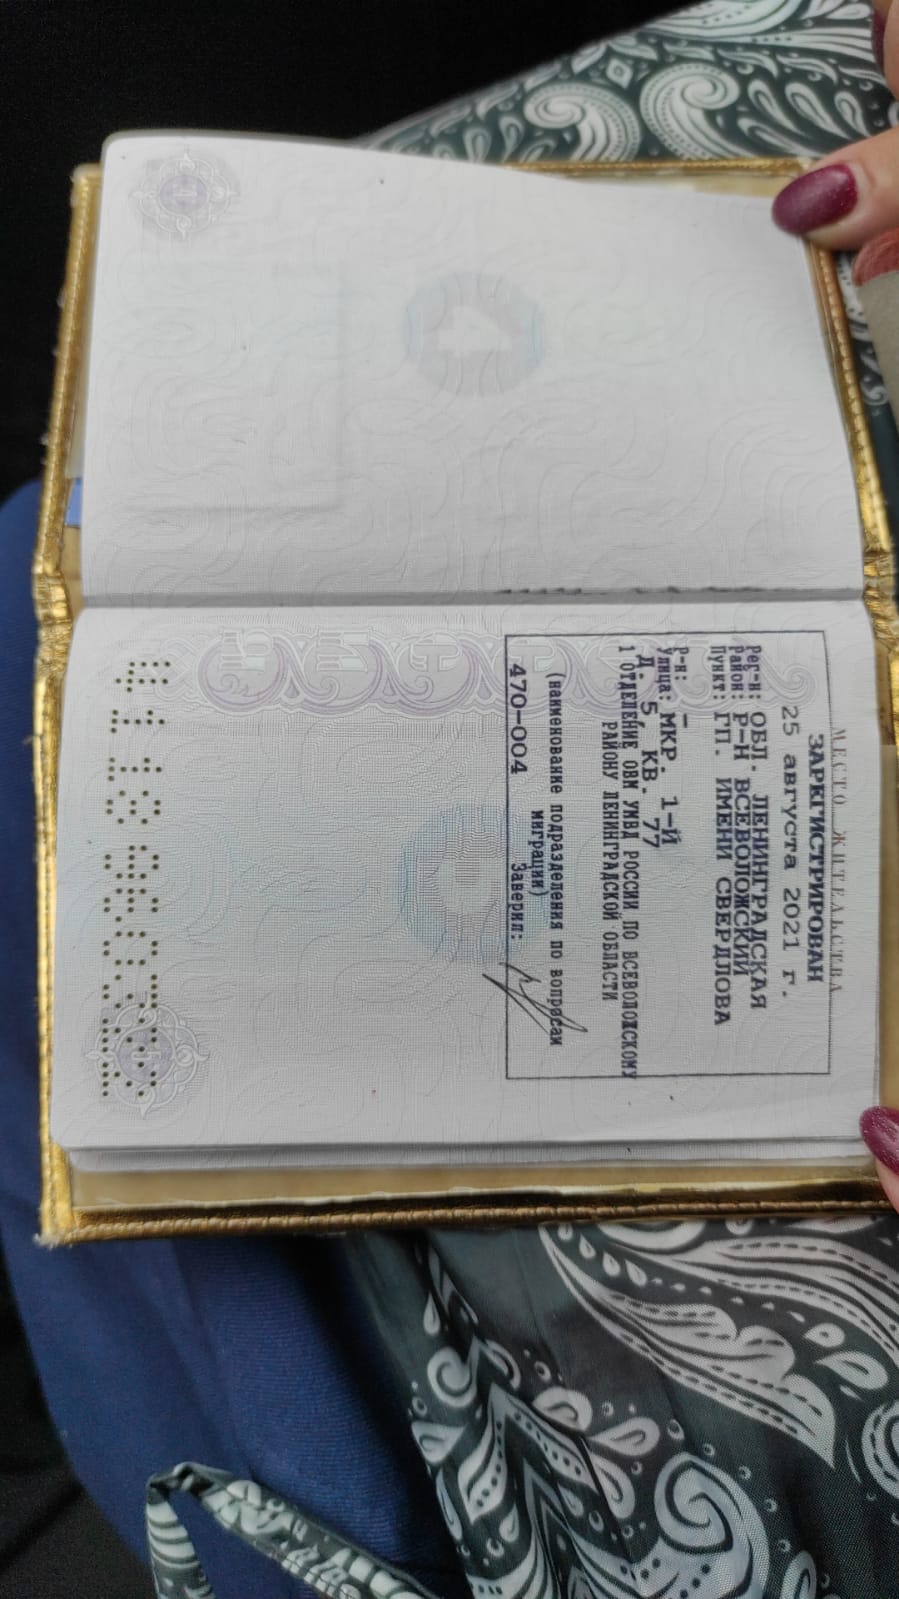 4
МЕСТО ЖИТЕЛЬСТВА
ЗАРЕГИСТРИРОВАН
25 августа 2021 г.
Рег-н: ОБЛ. ЛЕНИНГРАДСКАЯ
Район: Р-Н ВСЕВОЛОЖСКИЙ
Пункт: ГП. ИМЕНИ СВЕРДЛОВА
Р-н: –
Улица: МКР. 1-Й
Д. 5, КВ. 77
1 ОТДЕЛЕНИЕ ОВМ УМВД РОССИИ ПО ВСЕВОЛОЖСКОМУ
РАЙОНУ ЛЕНИНГРАДСКОЙ ОБЛАСТИ
(наименование подразделения по вопросам
миграции)
470-004 Заверил: